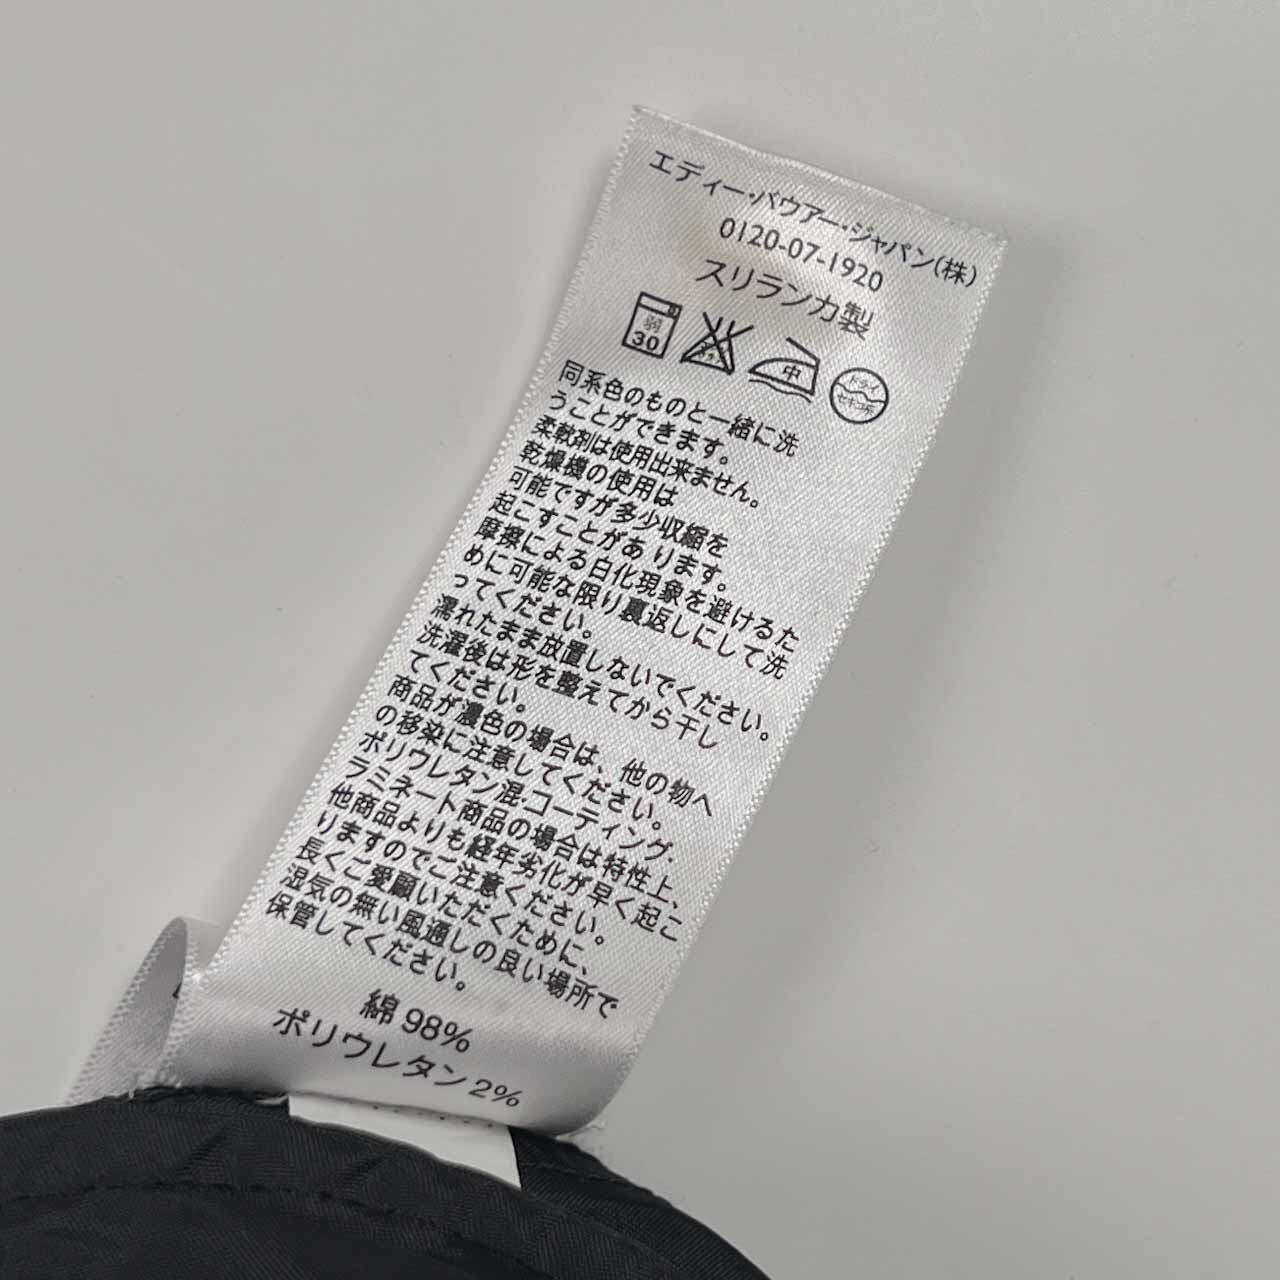 エディー・バウアー・ジャパン(株)
0120-07-1920
スリランカ製
弱
30
中
ドライ
セキユ系
同系色のものと一緒に洗
うことができます。
柔軟剤は使用出来ません。
乾燥機の使用は
可能ですが多少収縮を
起こすことがあります。
摩擦による白化現象を避けるた
めに可能な限り裏返しにして洗
ってください。
濡れたまま放置しないでください。
洗濯後は形を整えてから干し
てください。
商品が濃色の場合は、他の物へ
の移染に注意してください。
ポリウレタン混・コーティング・
ラミネート商品の場合は特性上、
他商品よりも経年劣化が早く起こ
りますのでご注意ください。
長くご愛願いただくために、
湿気の無い風通しの良い場所で
保管してください。
綿 98%
ポリウレタン 2%